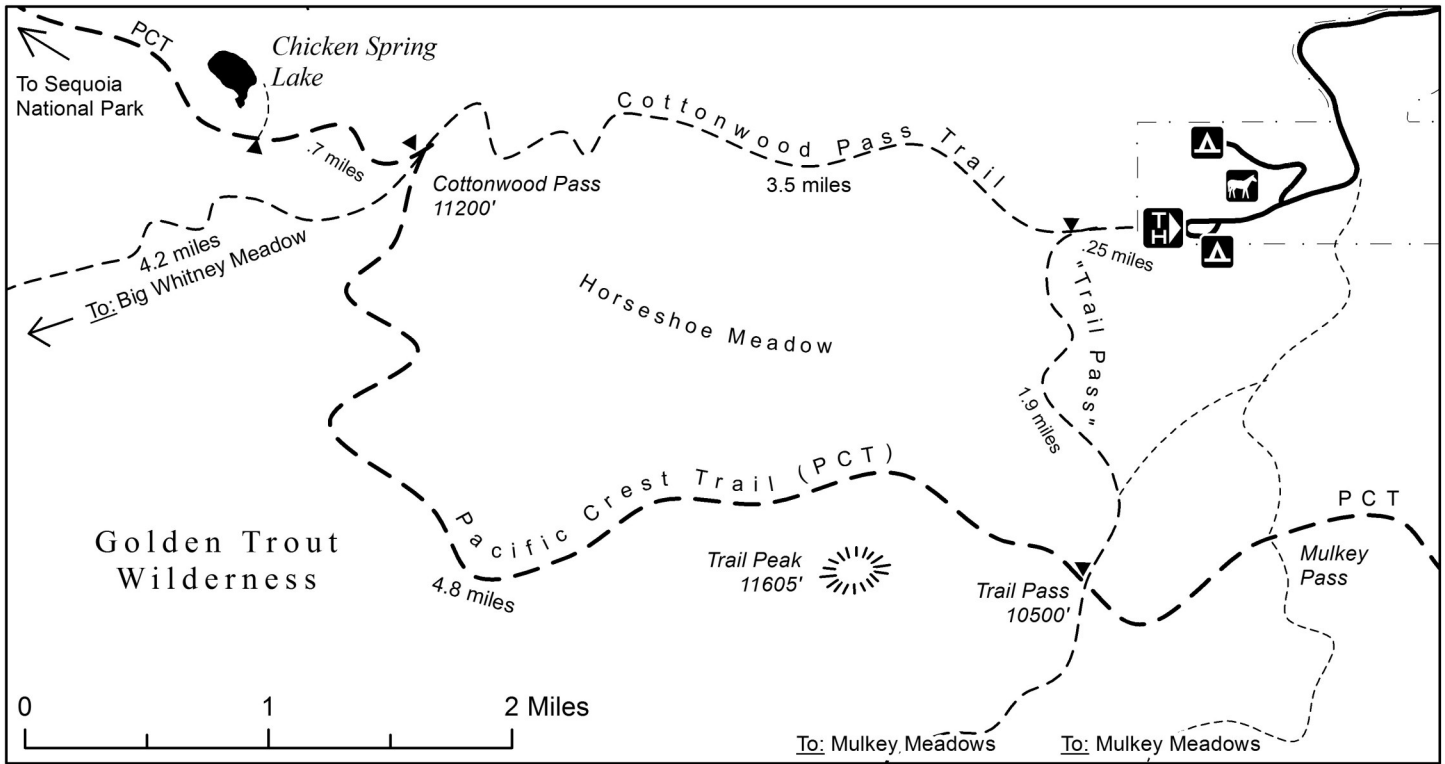 PCT
Chicken Spring
Lake
To Sequoia
National Park
.7 miles
Cottonwood Pass
11200'
Cottonwood Pass Trail
3.5 miles
TH
.25 miles
4.2 miles
To: Big Whitney Meadow
Horseshoe Meadow
"Trail Pass"
1.9 miles
Pacific Crest Trail (PCT)
4.8 miles
Golden Trout
Wilderness
Trail Peak
11605'
Trail Pass
10500'
PCT
Mulkey
Pass
0 1 2 Miles
To: Mulkey Meadows
To: Mulkey Meadows